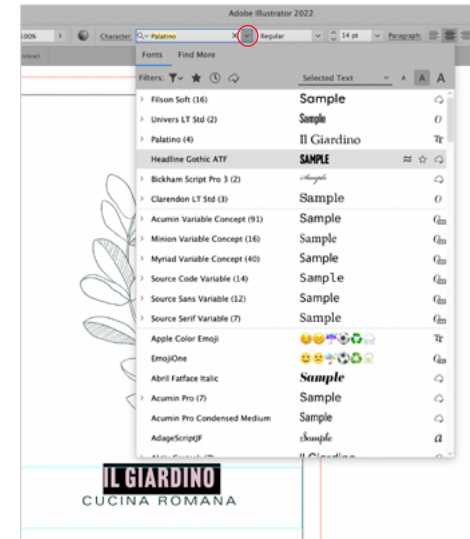 Adobe Illustrator 2022
100% Character: Palatino Regular 14 pt Paragraph:
Fonts Find More
Filters: Selected Text A A A
Filson Soft (16) Sample
Univers LT Std (2) Sample
Palatino (4) Il Giardino
Headline Gothic ATF SAMPLE
Bickham Script Pro 3 (2) Sample
Clarendon LT Std (3) Sample
Acumin Variable Concept (91) Sample
Minion Variable Concept (16) Sample
Myriad Variable Concept (40) Sample
Source Code Variable (14) Sample
Source Sans Variable (12) Sample
Source Serif Variable (7) Sample
Apple Color Emoji
EmojiOne
Abril Fatface Italic Sample
Acumin Pro (7) Sample
Acumin Pro Condensed Medium Sample
AdageScriptJF Sample
Il Giardino
IL GIARDINO
CUCINA ROMANA